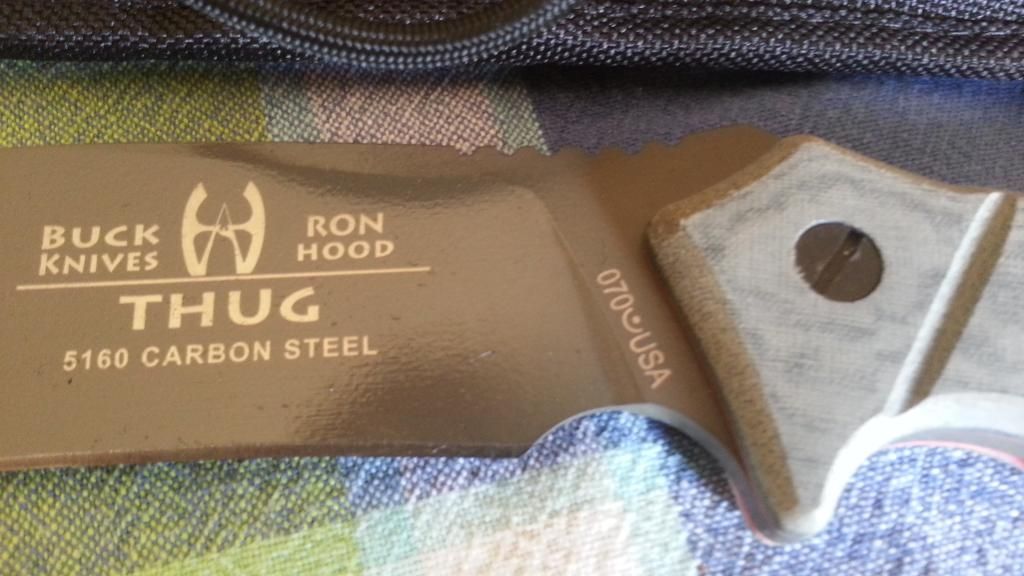 BUCK KNIVES
RON HOOD
THUG
5160 CARBON STEEL
070 USA